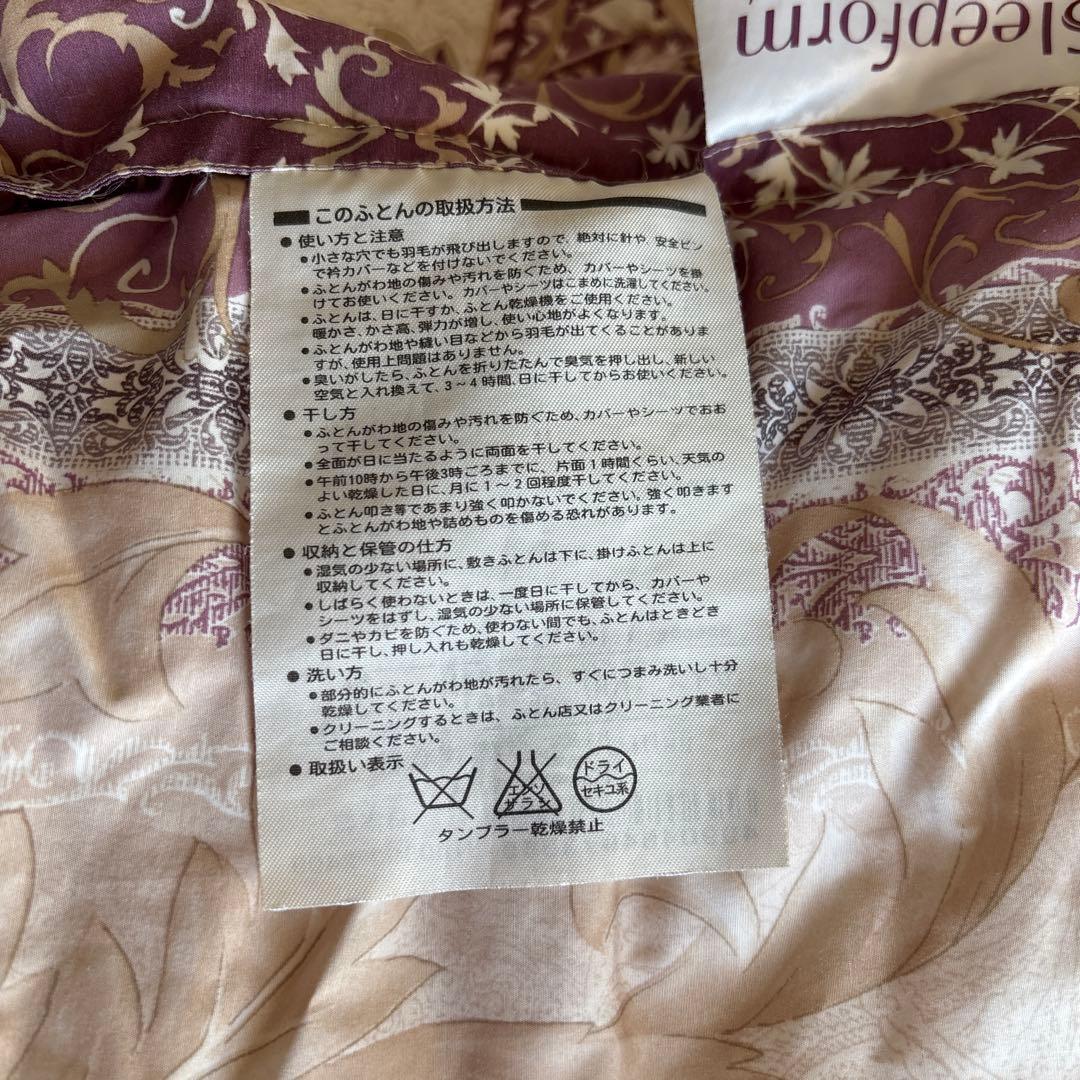 Sleepform
このふとんの取扱方法
● 使い方と注意
●小さな穴でも羽毛が飛び出しますので、絶対に針や、安全ピン
で衿カバーなどを付けないでください。
●ふとんがわ地の傷みや汚れを防ぐため、カバーやシーツを掛
けてお使いください。カバーやシーツはこまめに洗濯してください。
●ふとんは、日に干すか、ふとん乾燥機をご使用ください。
暖かさ、かさ高、弾力が増し、使い心地がよくなります。
●ふとんがわ地や縫い目などから羽毛が出てくることがありま
すが、使用上問題はありません。
●臭いがしたら、ふとんを折りたたんで臭気を押し出し、新しい
空気と入れ換えて、3～4時間、日に干してからお使いください。
● 干し方
●ふとんがわ地の傷みや汚れを防ぐため、カバーやシーツでおお
って干してください。
●全面が日に当たるように両面を干してください。
●午前10時から午後3時ごろまでに、片面1時間くらい、天気の
よい乾燥した日に、月に1～2回程度干してください。
●ふとん叩き等であまり強く叩かないでください。強く叩きます
とふとんがわ地や詰めものを傷める恐れがあります。
● 収納と保管の仕方
●湿気の少ない場所に、敷きふとんは下に、掛けふとんは上に
収納してください。
●しばらく使わないときは、一度日に干してから、カバーや
シーツをはずし、湿気の少ない場所に保管してください。
●ダニやカビを防ぐため、使わない間でも、ふとんはときどき
日に干し、押し入れも乾燥してください。
● 洗い方
●部分的にふとんがわ地が汚れたら、すぐにつまみ洗いし十分
乾燥してください。
●クリーニングするときは、ふとん店又はクリーニング業者に
ご相談ください。
● 取扱い表示
エンソ
サラシ
ドライ
セキユ系
タンブラー乾燥禁止